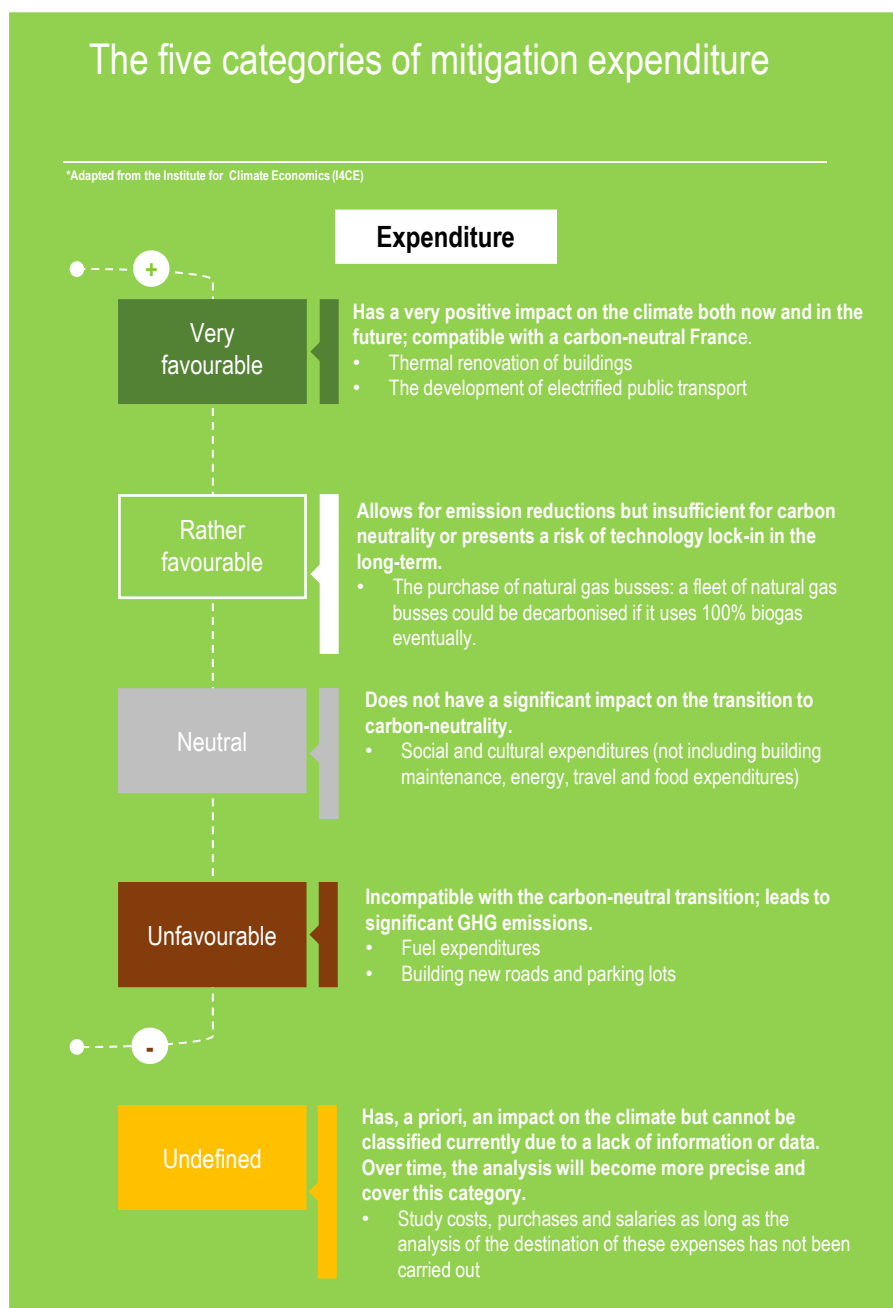 The five categories of mitigation expenditure
*Adapted from the Institute for Climate Economics (I4CE)
Expenditure
+
Very
favourable
Has a very positive impact on the climate both now and in the
future; compatible with a carbon-neutral France.
• Thermal renovation of buildings
• The development of electrified public transport
Rather
favourable
Allows for emission reductions but insufficient for carbon
neutrality or presents a risk of technology lock-in in the
long-term.
• The purchase of natural gas busses: a fleet of natural gas
busses could be decarbonised if it uses 100% biogas
eventually.
Neutral
Does not have a significant impact on the transition to
carbon-neutrality.
• Social and cultural expenditures (not including building
maintenance, energy, travel and food expenditures)
Unfavourable
Incompatible with the carbon-neutral transition; leads to
significant GHG emissions.
• Fuel expenditures
• Building new roads and parking lots
-
Undefined
Has, a priori, an impact on the climate but cannot be
classified currently due to a lack of information or data.
Over time, the analysis will become more precise and
cover this category.
• Study costs, purchases and salaries as long as the
analysis of the destination of these expenses has not been
carried out